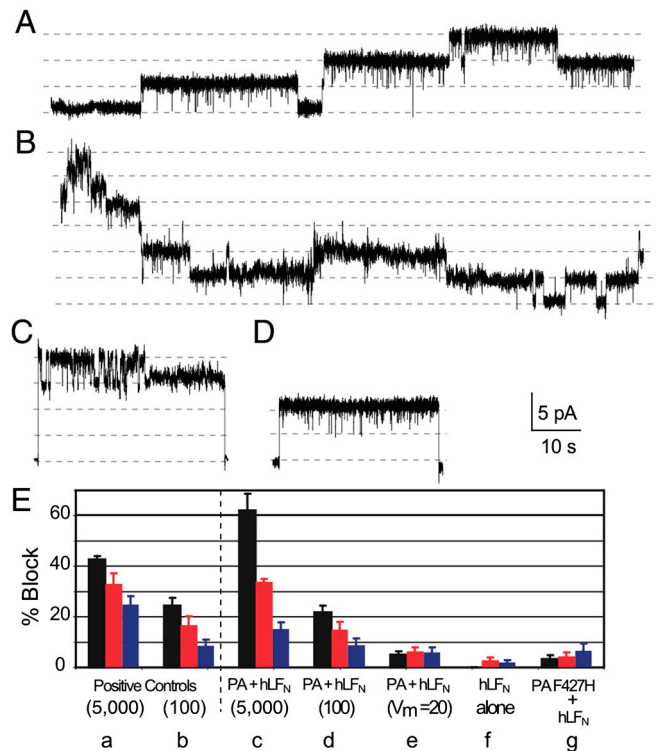 A
B
C
D
5 pA
10 s
E
% Block
60
40
20
0
Positive Controls
(5,000) (100)
PA + hLFN
(5,000)
PA + hLFN
(100)
PA + hLFN
(Vm =20)
hLFN
alone
PA F427H
+
hLFN
a b c d e f g